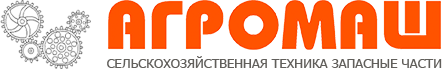 АГРОМАШ
СЕЛЬСКОХОЗЯЙСТВЕННАЯ ТЕХНИКА ЗАПАСНЫЕ ЧАСТИ